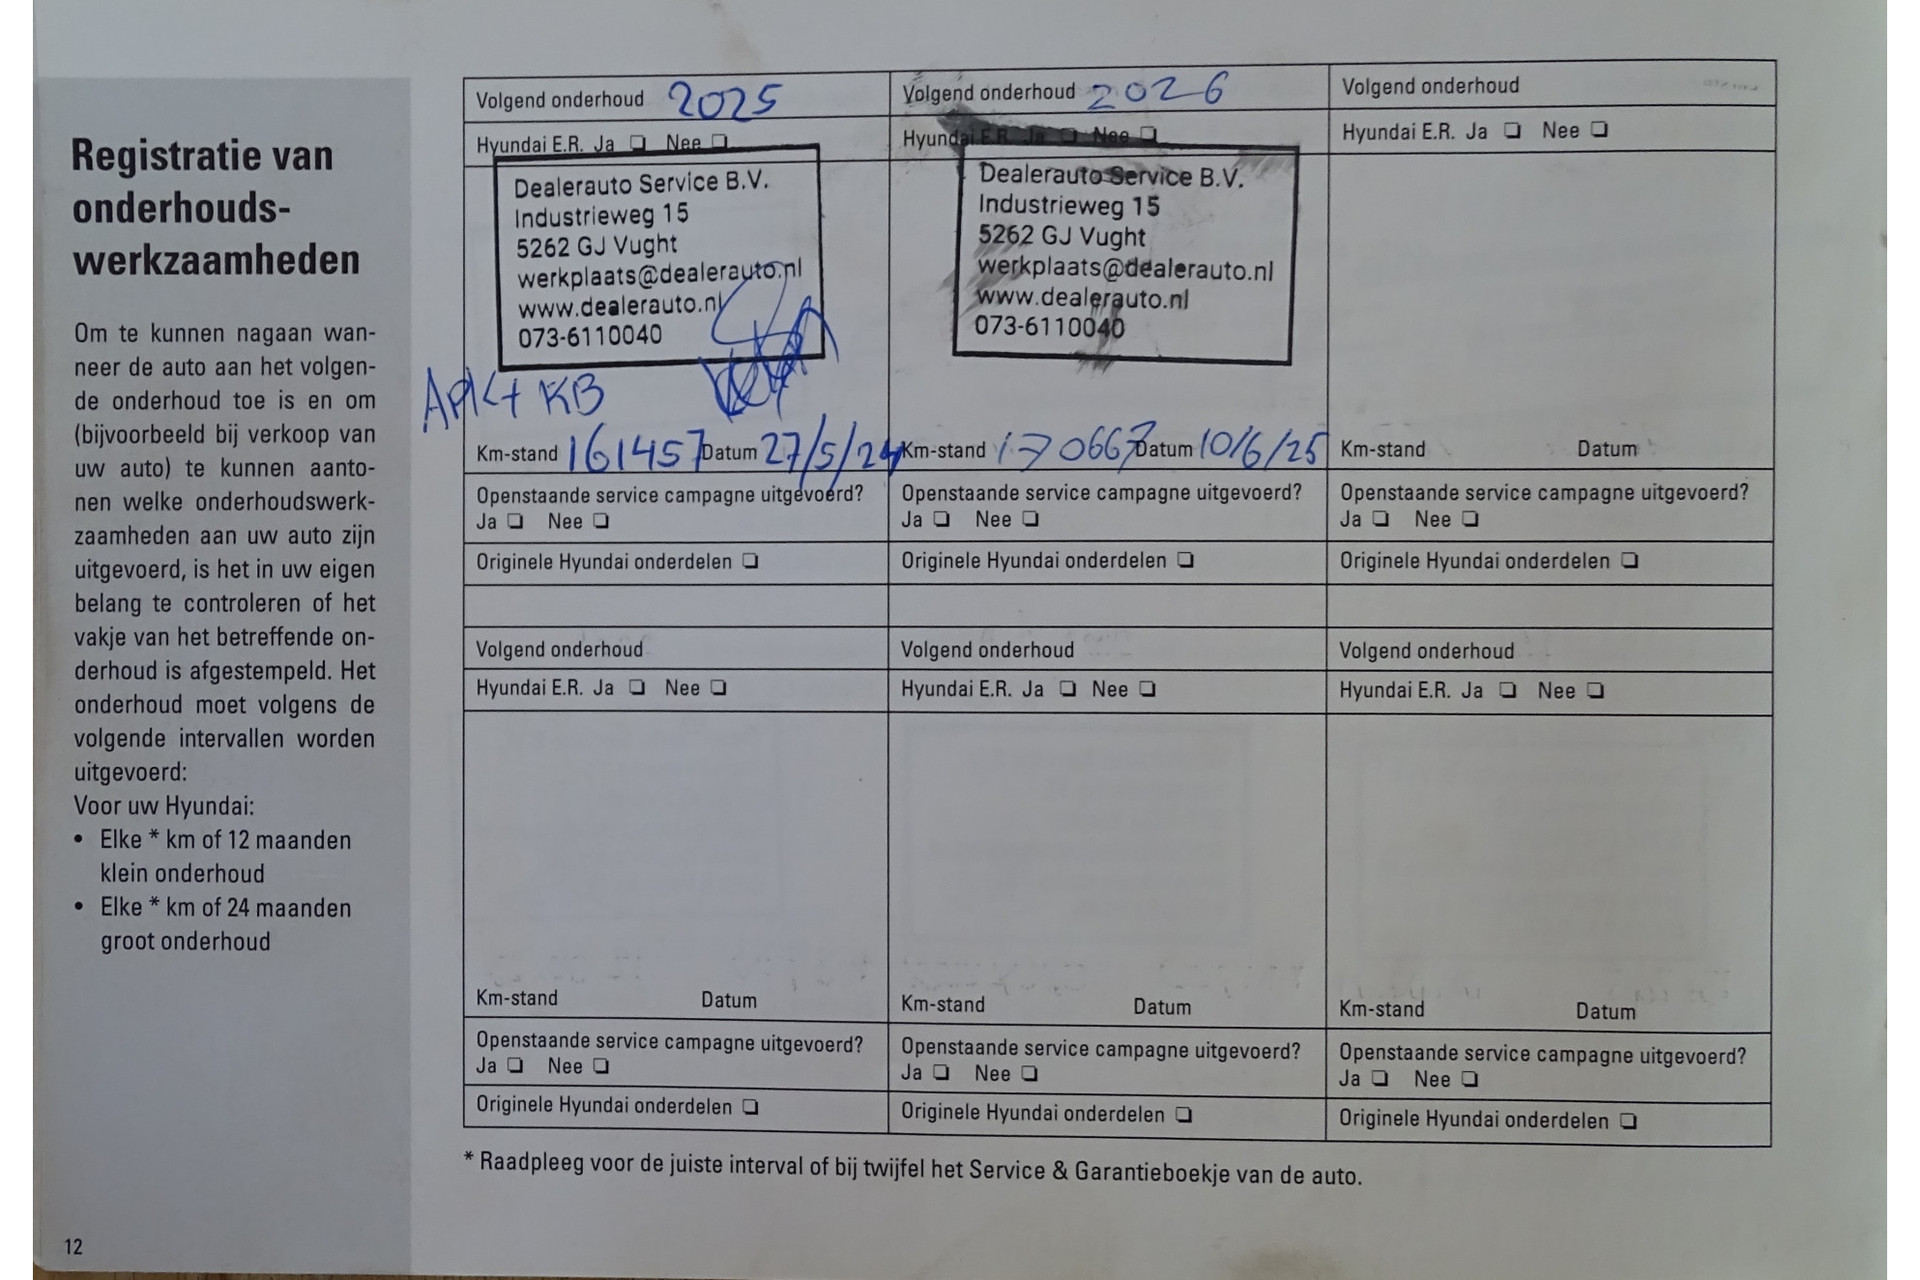 Registratie van
onderhouds-
werkzaamheden
Om te kunnen nagaan wan-
neer de auto aan het volgen-
de onderhoud toe is en om
(bijvoorbeeld bij verkoop van
uw auto) te kunnen aanto-
nen welke onderhoudswerk-
zaamheden aan uw auto zijn
uitgevoerd, is het in uw eigen
belang te controleren of het
vakje van het betreffende on-
derhoud is afgestempeld. Het
onderhoud moet volgens de
volgende intervallen worden
uitgevoerd:
Voor uw Hyundai:
• Elke * km of 12 maanden
klein onderhoud
• Elke * km of 24 maanden
groot onderhoud
12
Volgend onderhoud 2025
Hyundai E.R. Ja ❏ Nee ❏
Dealerauto Service B.V.
Industrieweg 15
5262 GJ Vught
werkplaats@dealerauto.nl
www.dealerauto.nl
073-6110040
APK+ KB
Km-stand 161457 Datum 27/5/24
Openstaande service campagne uitgevoerd?
Ja ❏ Nee ❏
Originele Hyundai onderdelen ❏
Volgend onderhoud 2026
Hyundai E.R. Ja ❏ Nee ❏
Dealerauto Service B.V.
Industrieweg 15
5262 GJ Vught
werkplaats@dealerauto.nl
www.dealerauto.nl
073-6110040
Km-stand 170667 Datum 10/6/25
Openstaande service campagne uitgevoerd?
Ja ❏ Nee ❏
Originele Hyundai onderdelen ❏
Volgend onderhoud
Hyundai E.R. Ja ❏ Nee ❏
Km-stand Datum
Openstaande service campagne uitgevoerd?
Ja ❏ Nee ❏
Originele Hyundai onderdelen ❏
Volgend onderhoud
Hyundai E.R. Ja ❏ Nee ❏
Km-stand Datum
Openstaande service campagne uitgevoerd?
Ja ❏ Nee ❏
Originele Hyundai onderdelen ❏
Volgend onderhoud
Hyundai E.R. Ja ❏ Nee ❏
Km-stand Datum
Openstaande service campagne uitgevoerd?
Ja ❏ Nee ❏
Originele Hyundai onderdelen ❏
Volgend onderhoud
Hyundai E.R. Ja ❏ Nee ❏
Km-stand Datum
Openstaande service campagne uitgevoerd?
Ja ❏ Nee ❏
Originele Hyundai onderdelen ❏
* Raadpleeg voor de juiste interval of bij twijfel het Service & Garantieboekje van de auto.